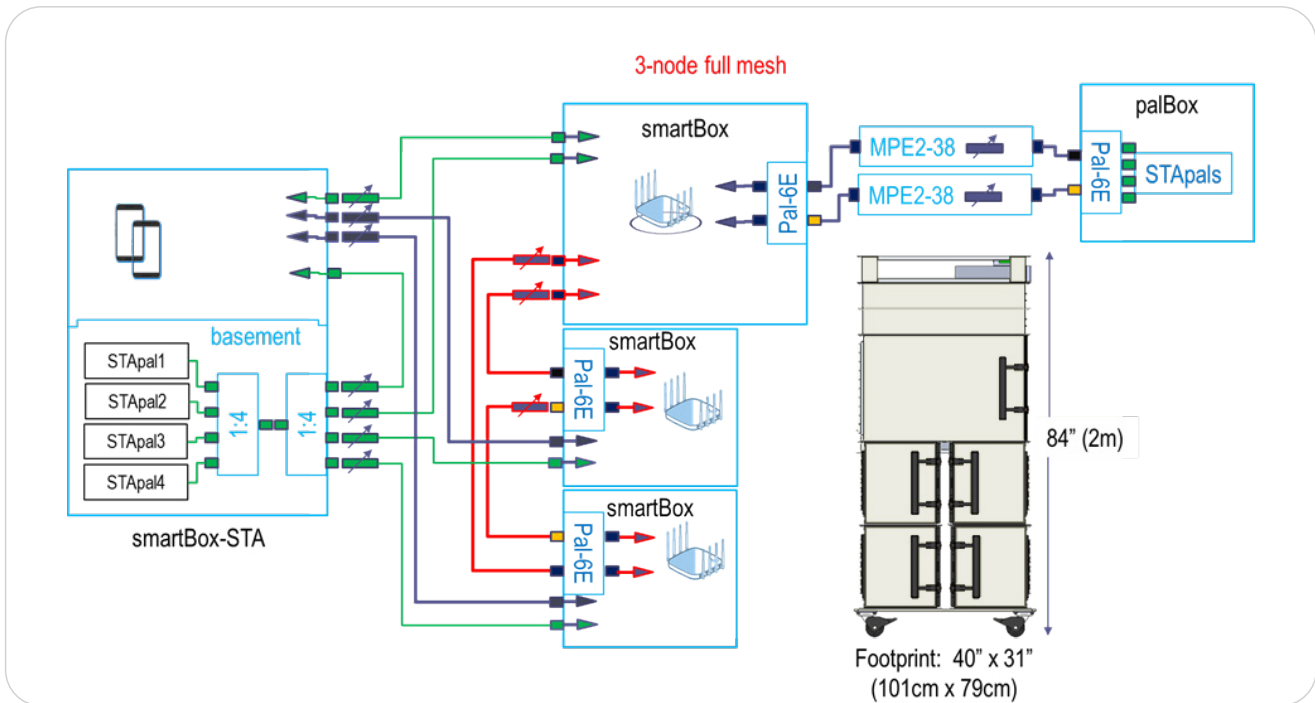 3-node full mesh
smartBox
Pal-6E
MPE2-38
MPE2-38
palBox
Pal-6E
STApals
basement
STApal1
STApal2
STApal3
STApal4
1:4
1:4
smartBox-STA
smartBox
Pal-6E
smartBox
Pal-6E
84” (2m)
Footprint: 40” x 31”
(101cm x 79cm)